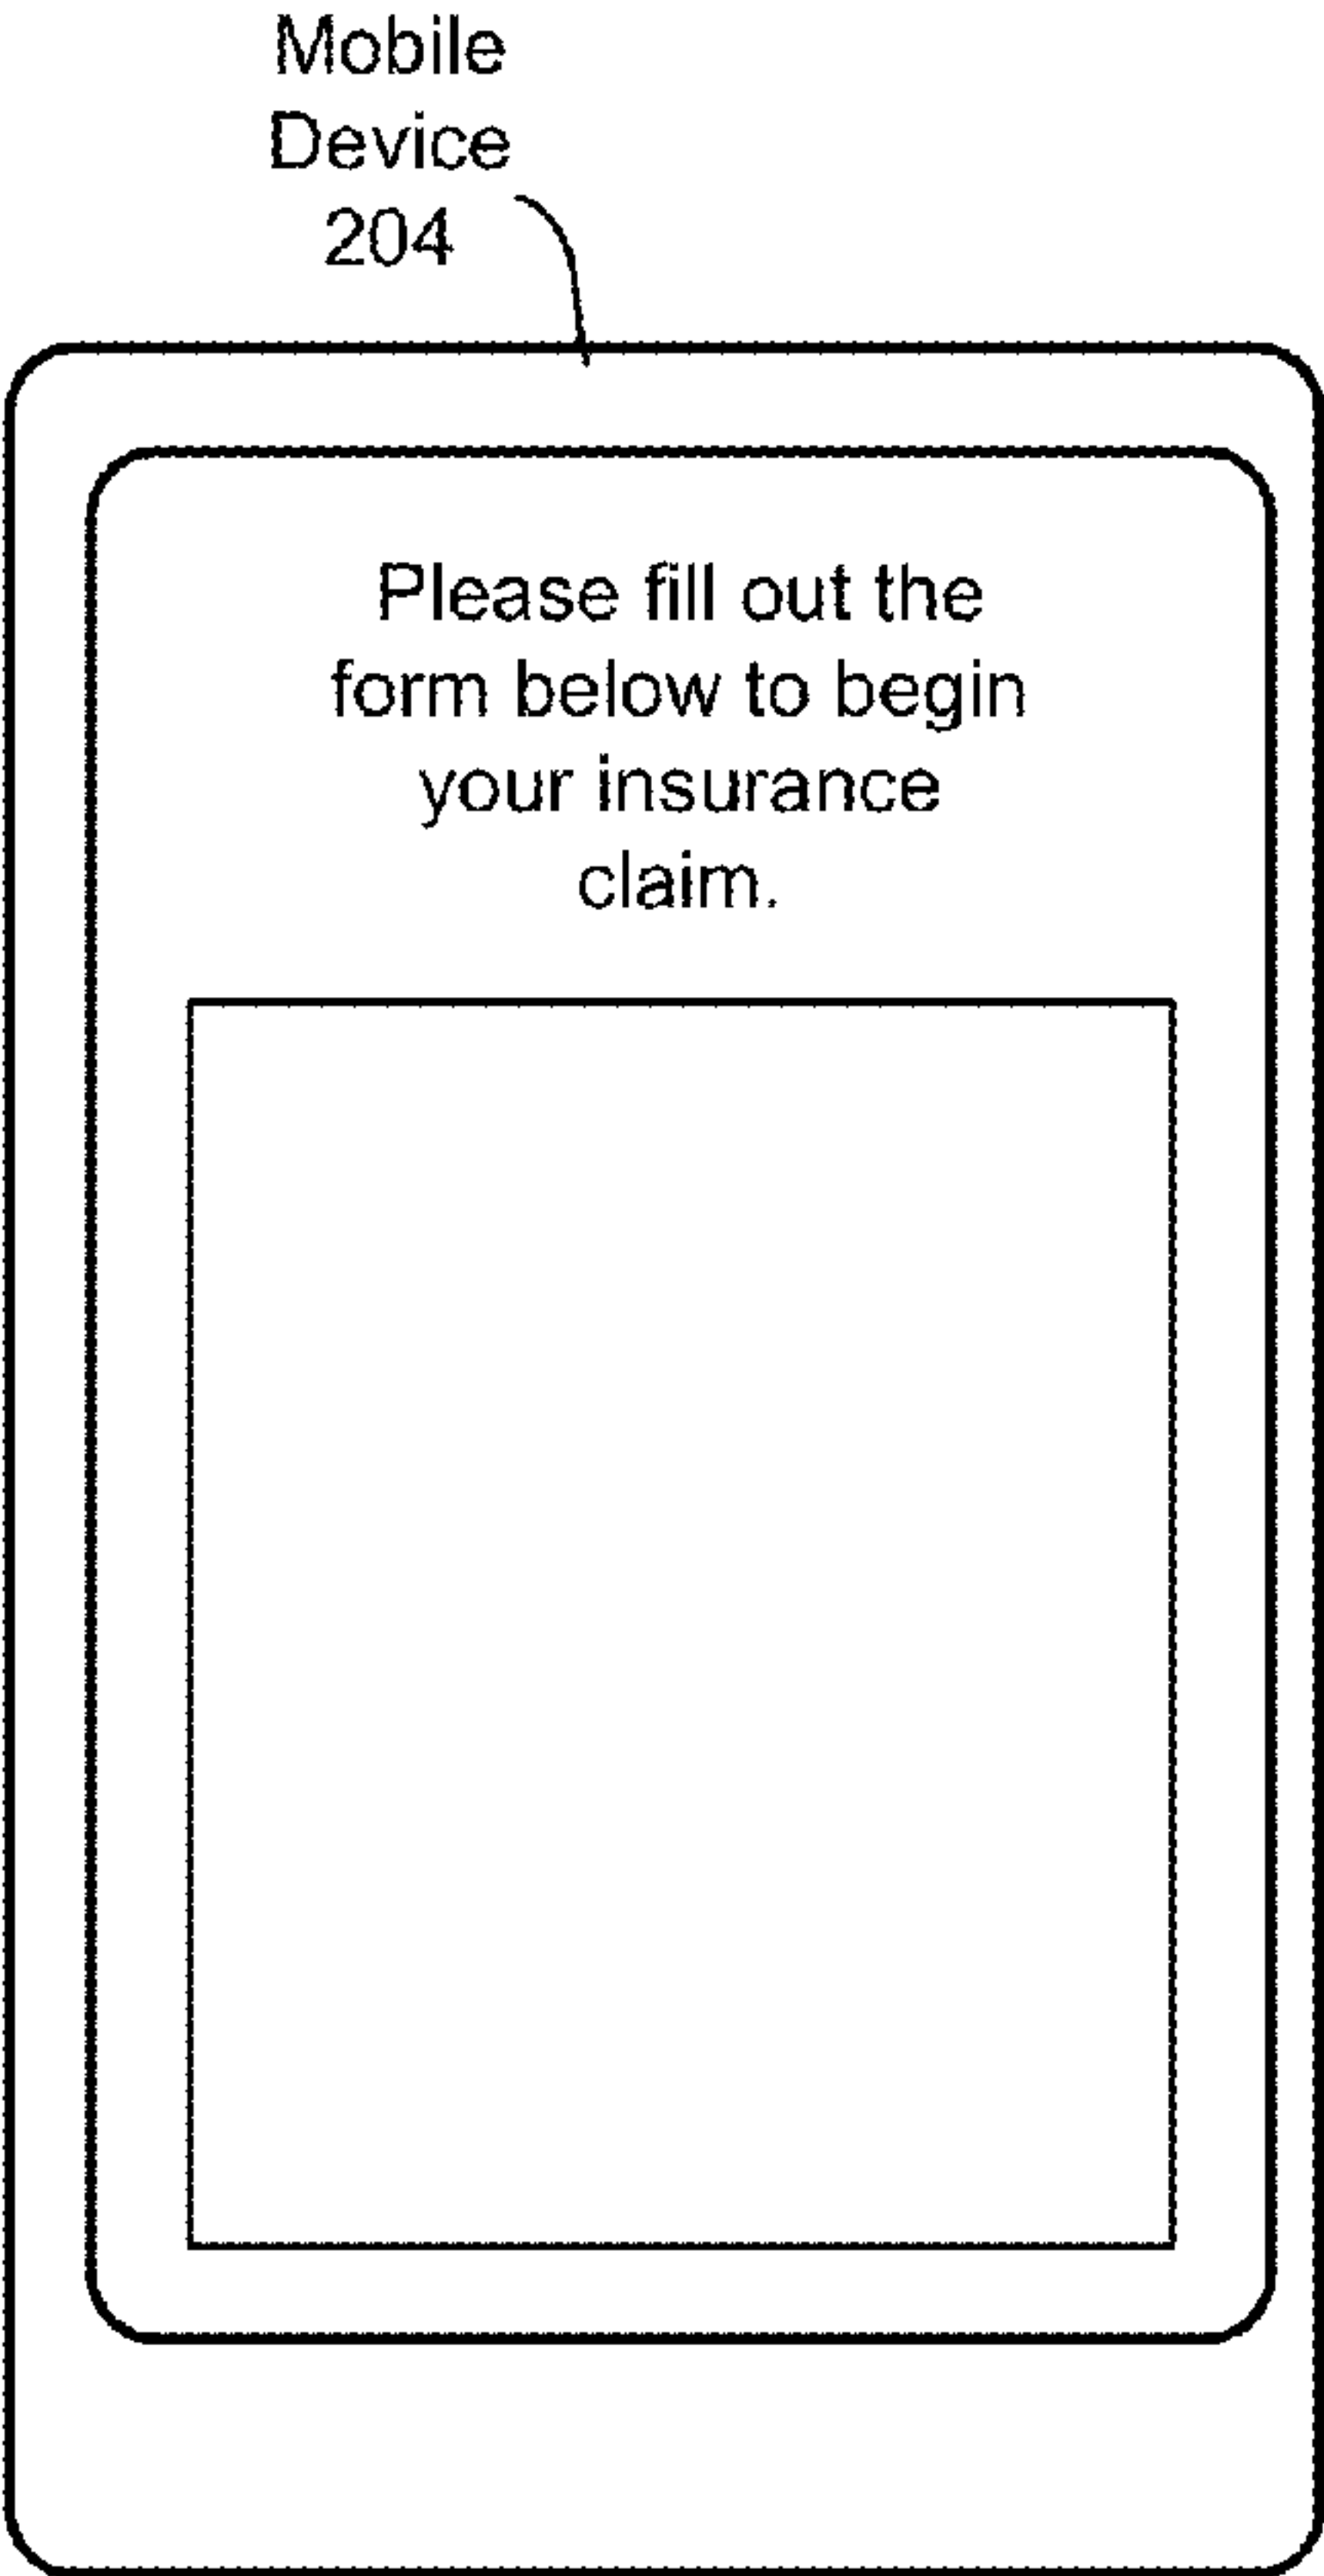 Mobile
Device
204
Please fill out the
form below to begin
your insurance
claim.